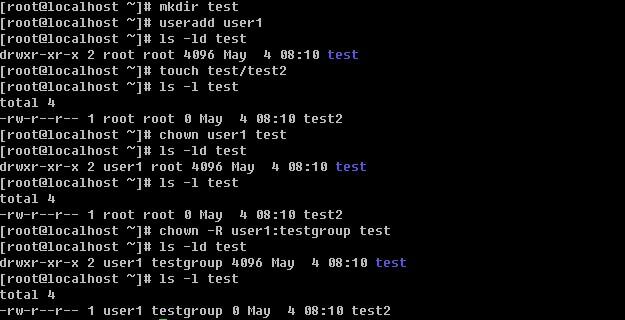 [root@localhost ~]# mkdir test
[root@localhost ~]# useradd user1
[root@localhost ~]# ls -ld test
drwxr-xr-x 2 root root 4096 May  4 08:10 test
[root@localhost ~]# touch test/test2
[root@localhost ~]# ls -l test
total 4
-rw-r--r-- 1 root root 0 May  4 08:10 test2
[root@localhost ~]# chown user1 test
[root@localhost ~]# ls -ld test
drwxr-xr-x 2 user1 root 4096 May  4 08:10 test
[root@localhost ~]# ls -l test
total 4
-rw-r--r-- 1 root root 0 May  4 08:10 test2
[root@localhost ~]# chown -R user1:testgroup test
[root@localhost ~]# ls -ld test
drwxr-xr-x 2 user1 testgroup 4096 May  4 08:10 test
[root@localhost ~]# ls -l test
total 4
-rw-r--r-- 1 user1 testgroup 0 May  4 08:10 test2